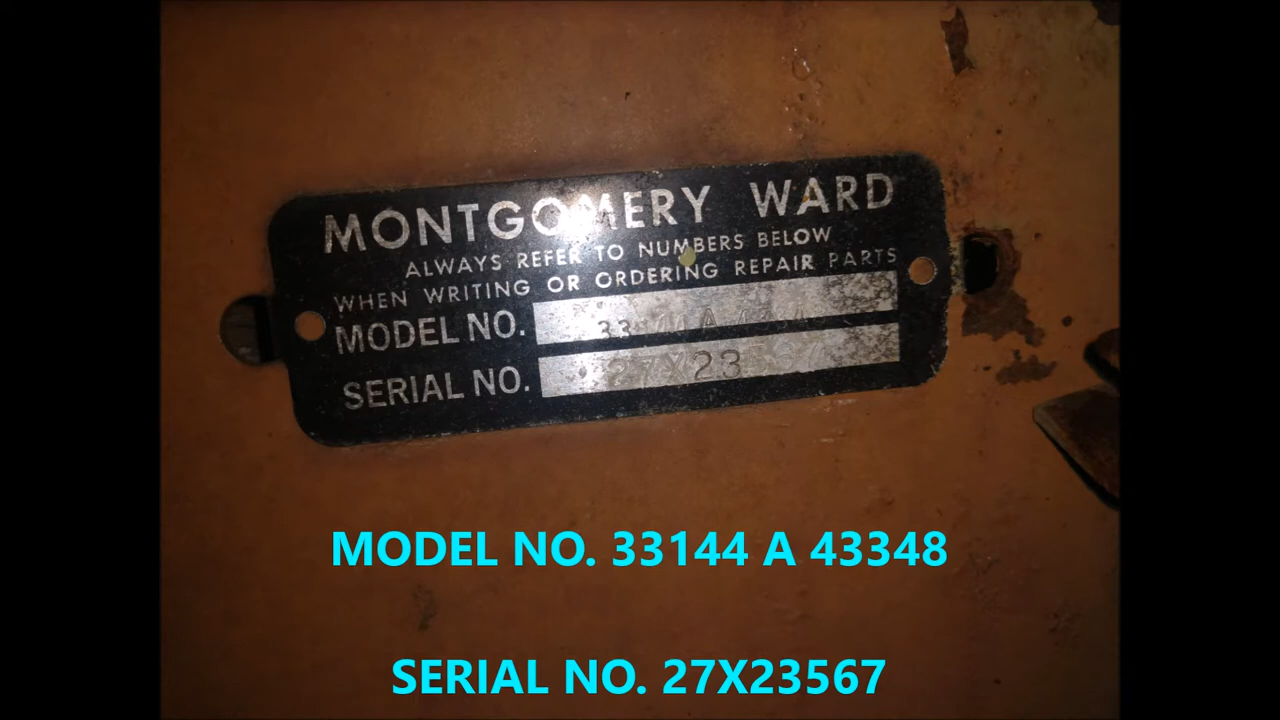 MONTGOMERY WARD
ALWAYS REFER TO NUMBERS BELOW
WHEN WRITING OR ORDERING REPAIR PARTS
MODEL NO.
SERIAL NO. 27X23567
MODEL NO. 33144 A 43348
SERIAL NO. 27X23567